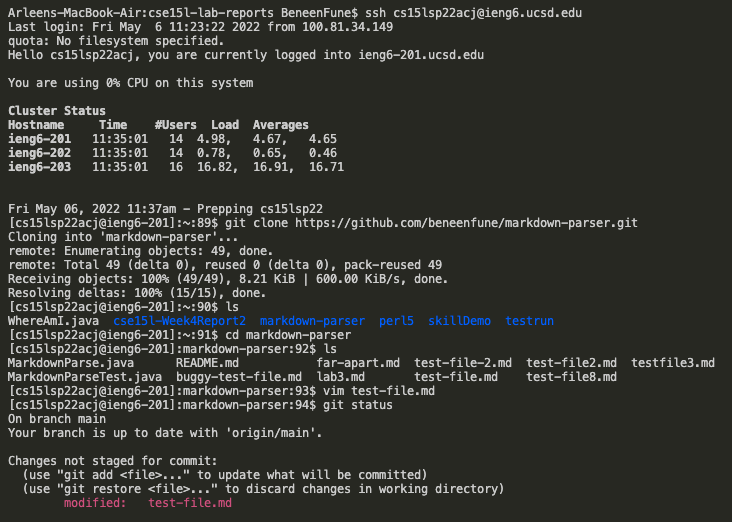 Arleens-MacBook-Air:cse15l-lab-reports BeneenFune$ ssh cs15lsp22acj@ieng6.ucsd.edu
Last login: Fri May  6 11:23:22 2022 from 100.81.34.149
quota: No filesystem specified.
Hello cs15lsp22acj, you are currently logged into ieng6-201.ucsd.edu

You are using 0% CPU on this system

Cluster Status
Hostname     Time    #Users  Load  Averages
ieng6-201   11:35:01   14  4.98,   4.67,   4.65
ieng6-202   11:35:01   14  0.78,   0.65,   0.46
ieng6-203   11:35:01   16  16.82,  16.91,  16.71

Fri May 06, 2022 11:37am - Prepping cs15lsp22
[cs15lsp22acj@ieng6-201]:~:89$ git clone https://github.com/beneenfune/markdown-parser.git
Cloning into 'markdown-parser'...
remote: Enumerating objects: 49, done.
remote: Total 49 (delta 0), reused 0 (delta 0), pack-reused 49
Receiving objects: 100% (49/49), 8.21 KiB | 600.00 KiB/s, done.
Resolving deltas: 100% (15/15), done.
[cs15lsp22acj@ieng6-201]:~:90$ ls
WhereAmI.java  cse15l-Week4Report2  markdown-parser  perl5  skillDemo  testrun
[cs15lsp22acj@ieng6-201]:~:91$ cd markdown-parser
[cs15lsp22acj@ieng6-201]:markdown-parser:92$ ls
MarkdownParse.java      README.md           far-apart.md  test-file-2.md  test-file2.md  testfile3.md
MarkdownParseTest.java  buggy-test-file.md  lab3.md       test-file.md    test-file8.md
[cs15lsp22acj@ieng6-201]:markdown-parser:93$ vim test-file.md
[cs15lsp22acj@ieng6-201]:markdown-parser:94$ git status
On branch main
Your branch is up to date with 'origin/main'.

Changes not staged for commit:
  (use "git add <file>..." to update what will be committed)
  (use "git restore <file>..." to discard changes in working directory)
        modified:   test-file.md